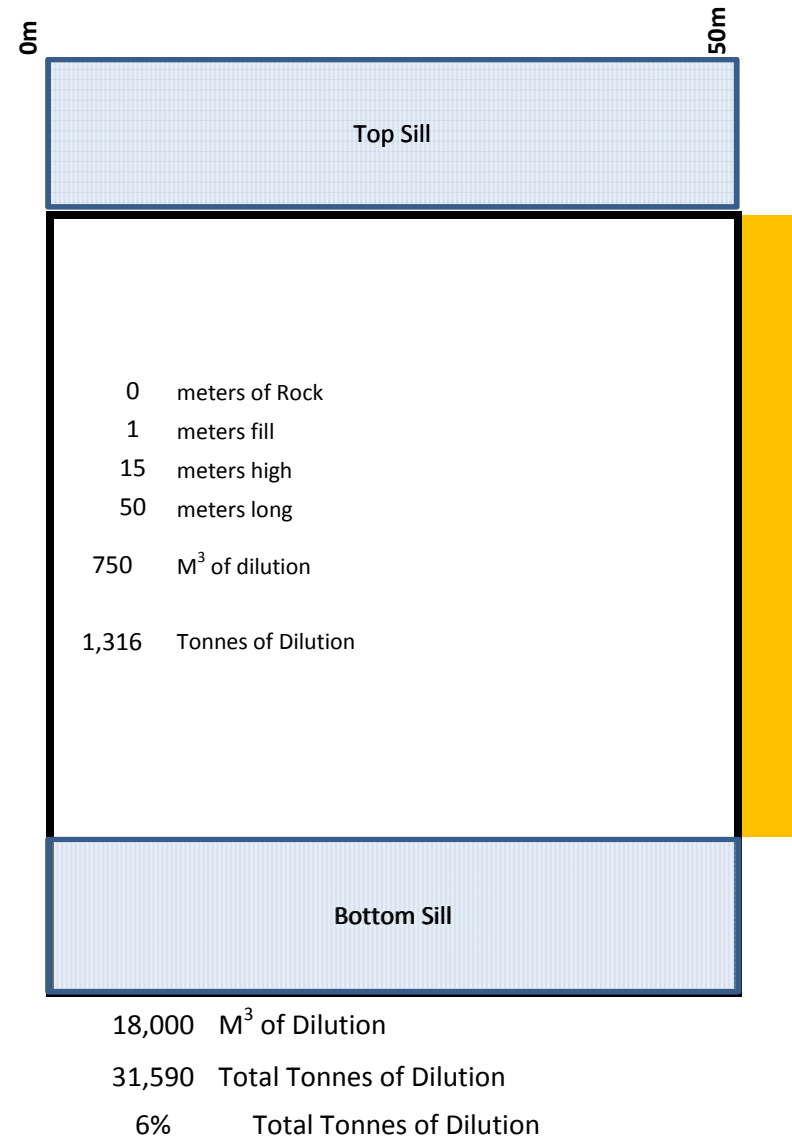 0m 50m
Top Sill
0 meters of Rock
1 meters fill
15 meters high
50 meters long
750 M³ of dilution
1,316 Tonnes of Dilution
Bottom Sill
18,000 M³ of Dilution
31,590 Total Tonnes of Dilution
6% Total Tonnes of Dilution